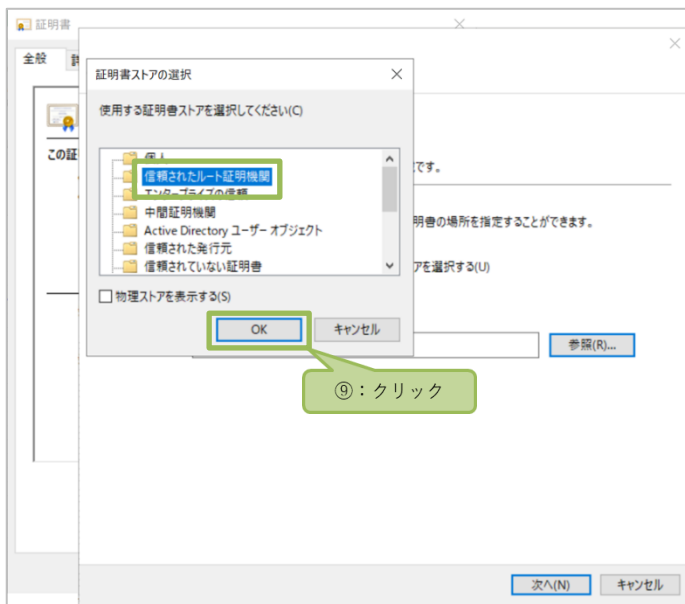 証明書
全般
証明書ストアの選択
使用する証明書ストアを選択してください(C)
この証
個人
信頼されたルート証明機関
エンタープライズの信頼
中間証明機関
Active Directory ユーザー オブジェクト
信頼された発行元
信頼されていない証明書
物理ストアを表示する(S)
OK
キャンセル
です。
明書の場所を指定することができます。
アを選択する(U)
参照(R)...
⑨：クリック
次へ(N)
キャンセル